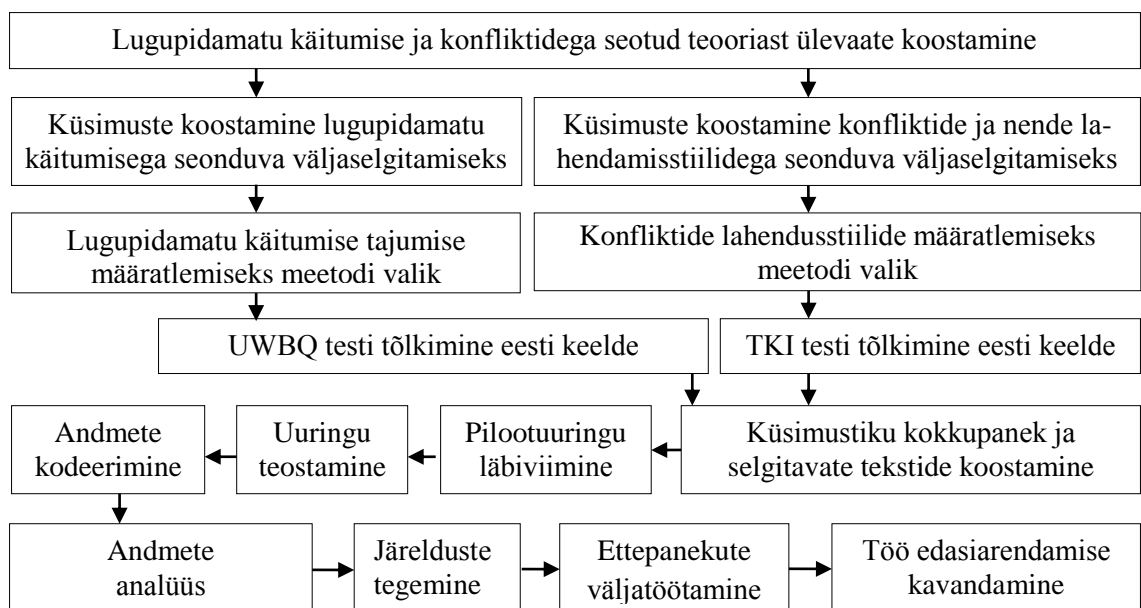 Lugupidamatu käitumise ja konfliktidega seotud teooriast ülevaate koostamine
Küsimuste koostamine lugupidamatu
käitumisega seonduva väljaselgitamiseks
Küsimuste koostamine konfliktide ja nende la-
hendamisstiilidega seonduva väljaselgitamiseks
Lugupidamatu käitumise tajumise
määratlemiseks meetodi valik
Konfliktide lahendusstiilide määratlemiseks
meetodi valik
UWBQ testi tõlkimine eesti keelde
TKI testi tõlkimine eesti keelde
Küsimustiku kokkupanek ja
selgitavate tekstide koostamine
Pilootuuringu
läbiviimine
Uuringu
teostamine
Andmete
kodeerimine
Andmete
analüüs
Järelduste
tegemine
Ettepanekute
väljatöötamine
Töö edasiarendamise
kavandamine